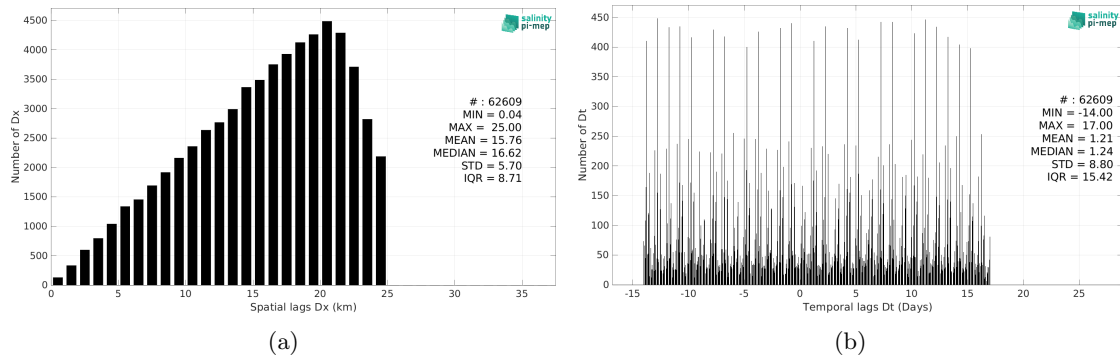 4500
4000
3500
3000
2500
2000
1500
1000
500
0
Number of Dx
0 5 10 15 20 25 30 35
Spatial lags Dx (km)
salinity
pi-mep
# : 62609
MIN = 0.04
MAX = 25.00
MEAN = 15.76
MEDIAN = 16.62
STD = 5.70
IQR = 8.71
(a)
450
400
350
300
250
200
150
100
50
0
Number of Dt
-15 -10 -5 0 5 10 15 20 25
Temporal lags Dt (Days)
salinity
pi-mep
# : 62609
MIN = -14.00
MAX = 17.00
MEAN = 1.21
MEDIAN = 1.24
STD = 8.80
IQR = 15.42
(b)